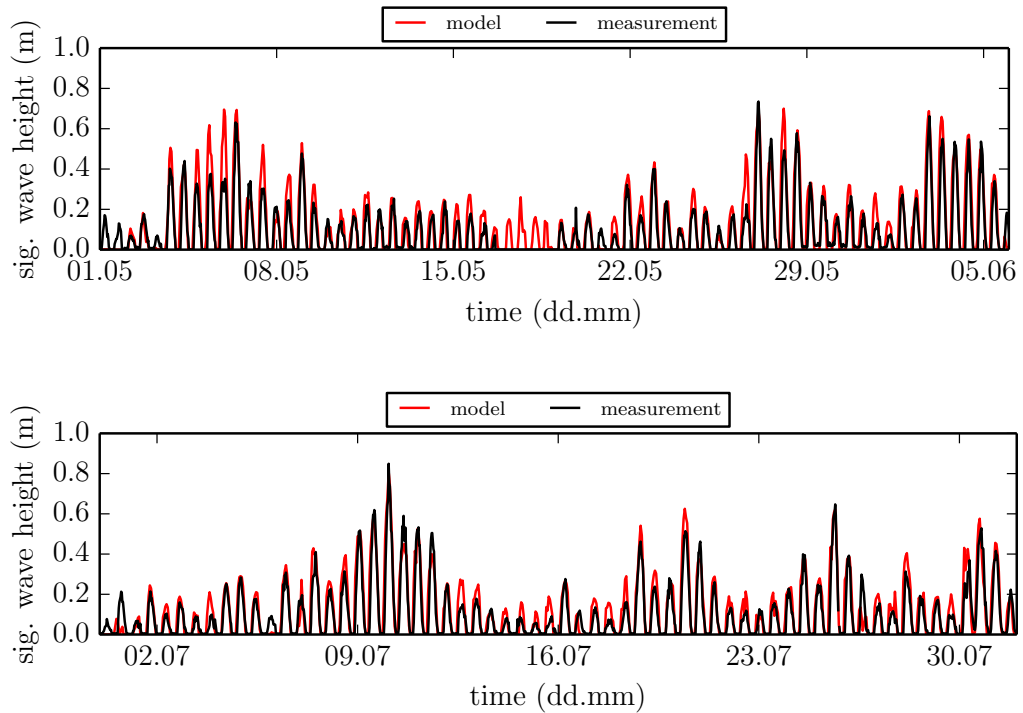 model measurement
sig. wave height (m)
1.0
0.8
0.6
0.4
0.2
0.0
01.05 08.05 15.05 22.05 29.05 05.06
time (dd.mm)
model measurement
sig. wave height (m)
1.0
0.8
0.6
0.4
0.2
0.0
02.07 09.07 16.07 23.07 30.07
time (dd.mm)